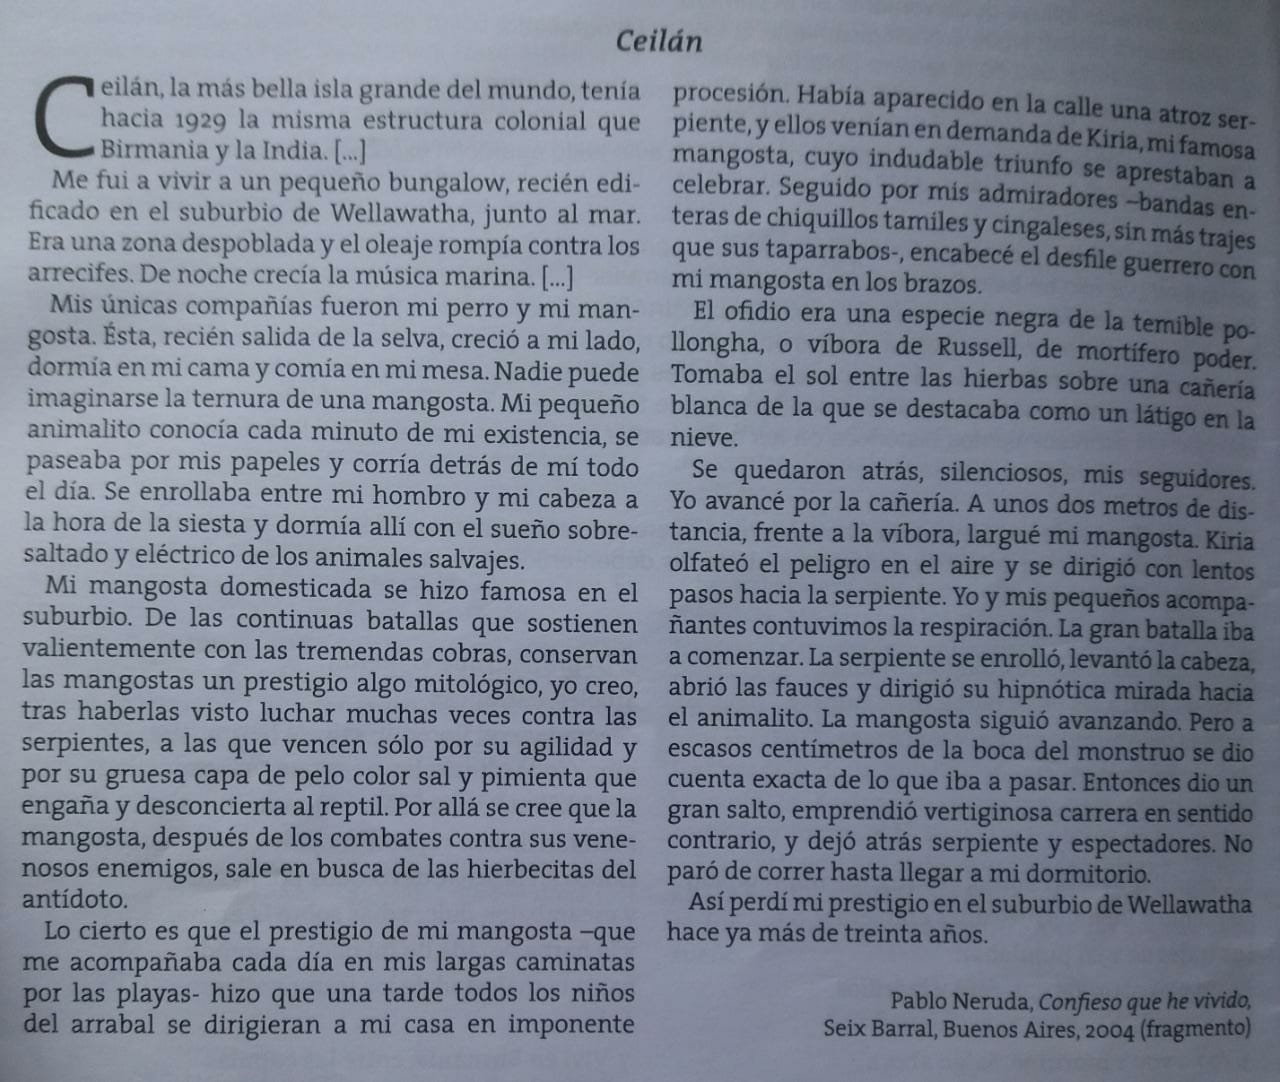 Ceilán
Ceilán, la más bella isla grande del mundo, tenía
hacia 1929 la misma estructura colonial que
Birmania y la India. [...]
Me fui a vivir a un pequeño bungalow, recién edi-
ficado en el suburbio de Wellawatha, junto al mar.
Era una zona despoblada y el oleaje rompía contra los
arrecifes. De noche crecía la música marina. [...]
Mis únicas compañías fueron mi perro y mi man-
gosta. Ésta, recién salida de la selva, creció a mi lado,
dormía en mi cama y comía en mi mesa. Nadie puede
imaginarse la ternura de una mangosta. Mi pequeño
animalito conocía cada minuto de mi existencia, se
paseaba por mis papeles y corría detrás de mí todo
el día. Se enrollaba entre mi hombro y mi cabeza a
la hora de la siesta y dormía allí con el sueño sobre-
saltado y eléctrico de los animales salvajes.
Mi mangosta domesticada se hizo famosa en el
suburbio. De las continuas batallas que sostienen
valientemente con las tremendas cobras, conservan
las mangostas un prestigio algo mitológico, yo creo,
tras haberlas visto luchar muchas veces contra las
serpientes, a las que vencen sólo por su agilidad y
por su gruesa capa de pelo color sal y pimienta que
engaña y desconcierta al reptil. Por allá se cree que la
mangosta, después de los combates contra sus vene-
nosos enemigos, sale en busca de las hierbecitas del
antídoto.
Lo cierto es que el prestigio de mi mangosta –que
me acompañaba cada día en mis largas caminatas
por las playas- hizo que una tarde todos los niños
del arrabal se dirigieran a mi casa en imponente
procesión. Había aparecido en la calle una atroz ser-
piente, y ellos venían en demanda de Kiria, mi famosa
mangosta, cuyo indudable triunfo se aprestaban a
celebrar. Seguido por mis admiradores –bandas en-
teras de chiquillos tamiles y cingaleses, sin más trajes
que sus taparrabos-, encabecé el desfile guerrero con
mi mangosta en los brazos.
El ofidio era una especie negra de la temible po-
llongha, o víbora de Russell, de mortífero poder.
Tomaba el sol entre las hierbas sobre una cañería
blanca de la que se destacaba como un látigo en la
nieve.
Se quedaron atrás, silenciosos, mis seguidores.
Yo avancé por la cañería. A unos dos metros de dis-
tancia, frente a la víbora, largué mi mangosta. Kiria
olfateó el peligro en el aire y se dirigió con lentos
pasos hacia la serpiente. Yo y mis pequeños acompa-
ñantes contuvimos la respiración. La gran batalla iba
a comenzar. La serpiente se enrolló, levantó la cabeza,
abrió las fauces y dirigió su hipnótica mirada hacia
el animalito. La mangosta siguió avanzando. Pero a
escasos centímetros de la boca del monstruo se dio
cuenta exacta de lo que iba a pasar. Entonces dio un
gran salto, emprendió vertiginosa carrera en sentido
contrario, y dejó atrás serpiente y espectadores. No
paró de correr hasta llegar a mi dormitorio.
Así perdí mi prestigio en el suburbio de Wellawatha
hace ya más de treinta años.
Pablo Neruda, Confieso que he vivido,
Seix Barral, Buenos Aires, 2004 (fragmento)